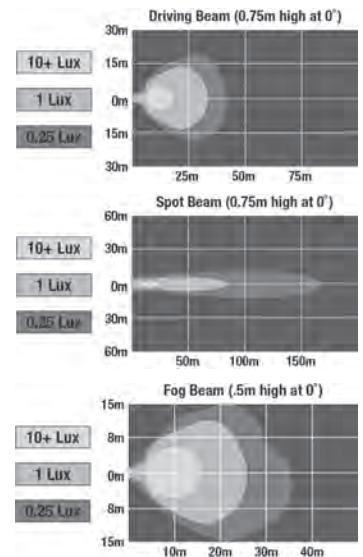 Driving Beam (0.75m high at 0°)
30m
15m
0m
15m
30m
10+ Lux
1 Lux
0.25 Lux
25m 50m 75m
Spot Beam (0.75m high at 0°)
60m
30m
0m
30m
60m
10+ Lux
1 Lux
0.25 Lux
50m 100m 150m
Fog Beam (.5m high at 0°)
15m
8m
0m
8m
15m
10+ Lux
1 Lux
0.25 Lux
10m 20m 30m 40m